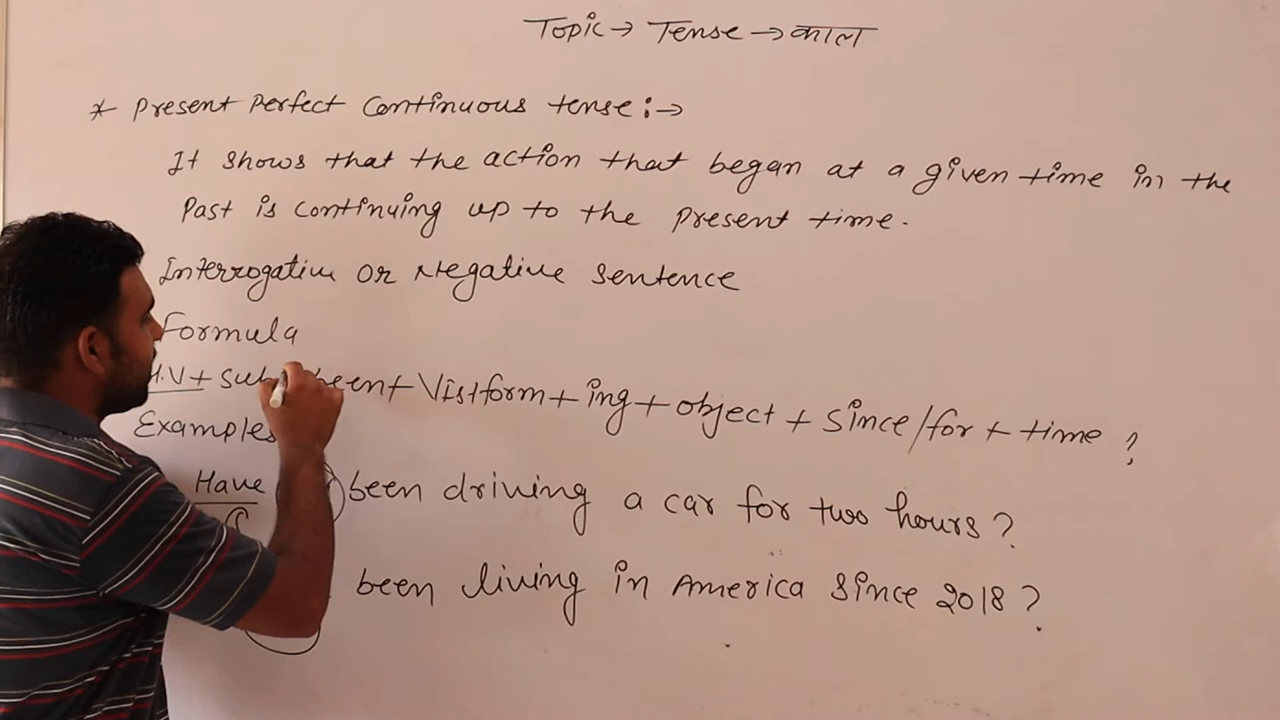 Topic → Tense → काल
* Present Perfect Continuous tense :→
It shows that the action that began at a given time in the
Past is continuing up to the present time.
Interrogative or Negative sentence
Formula
H.V + sub been + V1st form + ing + object + since/for + time ?
Examples
Have been driving a car for two hours?
been living in America since 2018?